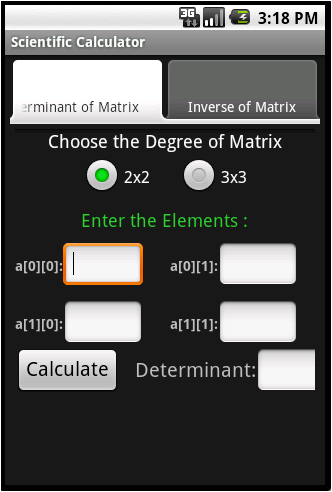 3G 3:18 PM
Scientific Calculator
erminant of Matrix Inverse of Matrix
Choose the Degree of Matrix
2x2 3x3
Enter the Elements :
a[0][0]: a[0][1]:
a[1][0]: a[1][1]:
Calculate Determinant: